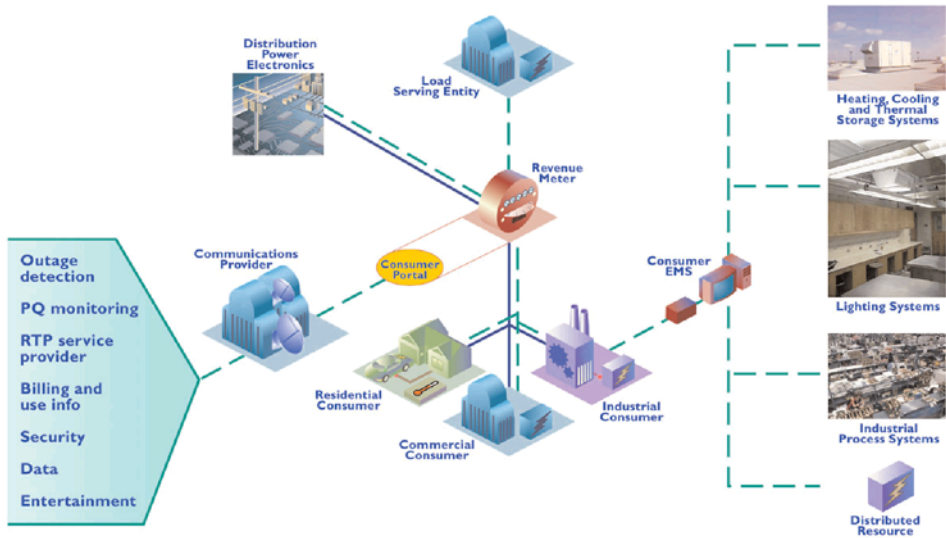 Distribution
Power
Electronics
Load
Serving Entity
Revenue
Meter
Heating, Cooling
and Thermal
Storage Systems
Outage
detection
PQ monitoring
RTP service
provider
Billing and
use info
Security
Data
Entertainment
Communications
Provider
Consumer
Portal
Consumer
EMS
Lighting Systems
Residential
Consumer
Commercial
Consumer
Industrial
Consumer
Industrial
Process Systems
Distributed
Resource